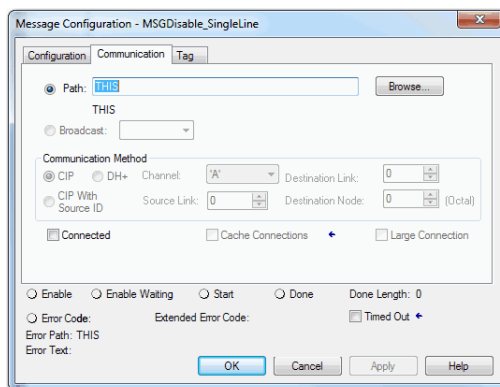 Message Configuration - MSGDisable_SingleLine
Configuration Communication Tag
Path: THIS Browse...
THIS
Broadcast:
Communication Method
CIP DH+ Channel: 'A' Destination Link: 0
CIP With Source ID Source Link: 0 Destination Node: 0 (Octal)
Connected Cache Connections Large Connection
Enable Enable Waiting Start Done Done Length: 0
Error Code: Extended Error Code: Timed Out
Error Path: THIS
Error Text:
OK Cancel Apply Help